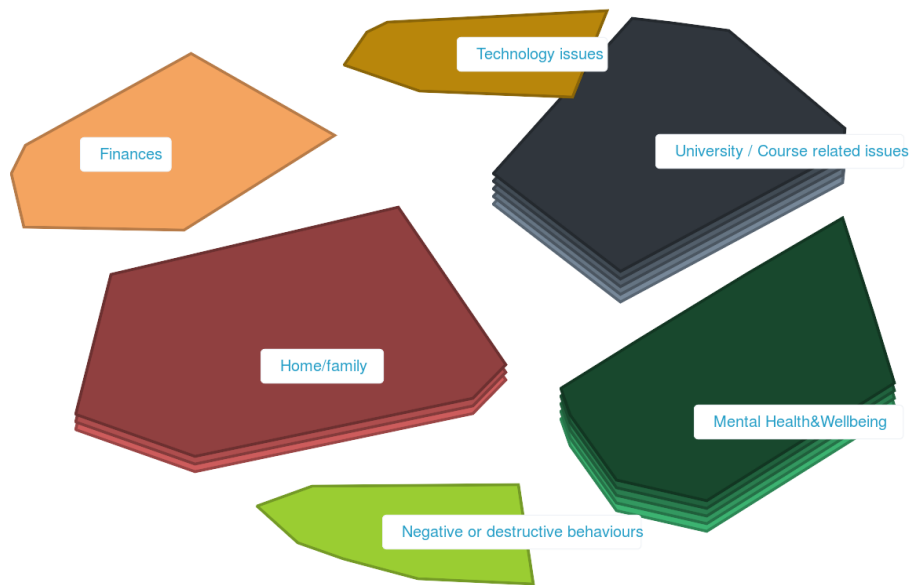 Technology issues
Finances
University / Course related issues
Home/family
Mental Health&Wellbeing
Negative or destructive behaviours